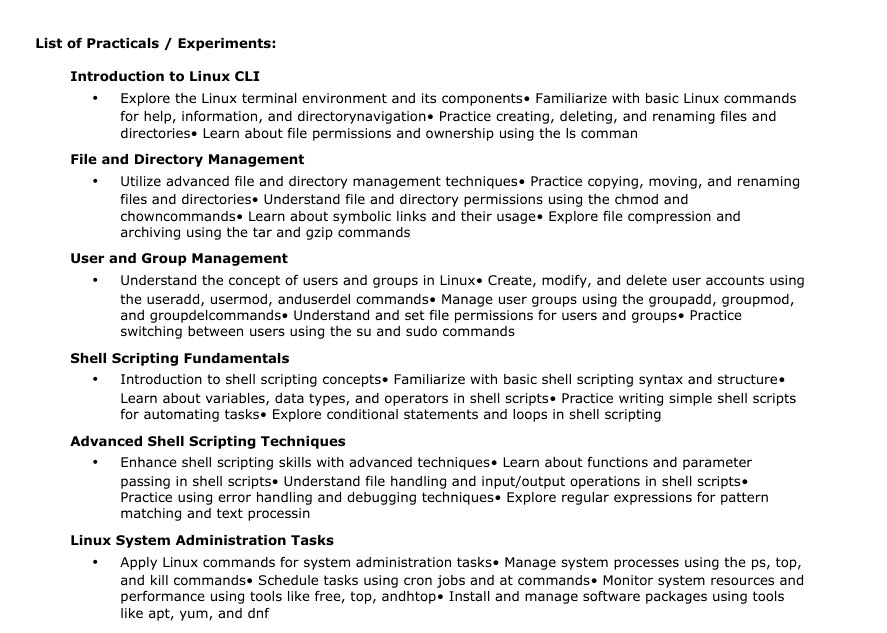 List of Practicals / Experiments:
Introduction to Linux CLI
• Explore the Linux terminal environment and its components• Familiarize with basic Linux commands
for help, information, and directorynavigation• Practice creating, deleting, and renaming files and
directories• Learn about file permissions and ownership using the ls comman
File and Directory Management
• Utilize advanced file and directory management techniques• Practice copying, moving, and renaming
files and directories• Understand file and directory permissions using the chmod and
chowncommands• Learn about symbolic links and their usage• Explore file compression and
archiving using the tar and gzip commands
User and Group Management
• Understand the concept of users and groups in Linux• Create, modify, and delete user accounts using
the useradd, usermod, anduserdel commands• Manage user groups using the groupadd, groupmod,
and groupdelcommands• Understand and set file permissions for users and groups• Practice
switching between users using the su and sudo commands
Shell Scripting Fundamentals
• Introduction to shell scripting concepts• Familiarize with basic shell scripting syntax and structure•
Learn about variables, data types, and operators in shell scripts• Practice writing simple shell scripts
for automating tasks• Explore conditional statements and loops in shell scripting
Advanced Shell Scripting Techniques
• Enhance shell scripting skills with advanced techniques• Learn about functions and parameter
passing in shell scripts• Understand file handling and input/output operations in shell scripts•
Practice using error handling and debugging techniques• Explore regular expressions for pattern
matching and text processin
Linux System Administration Tasks
• Apply Linux commands for system administration tasks• Manage system processes using the ps, top,
and kill commands• Schedule tasks using cron jobs and at commands• Monitor system resources and
performance using tools like free, top, andhtop• Install and manage software packages using tools
like apt, yum, and dnf